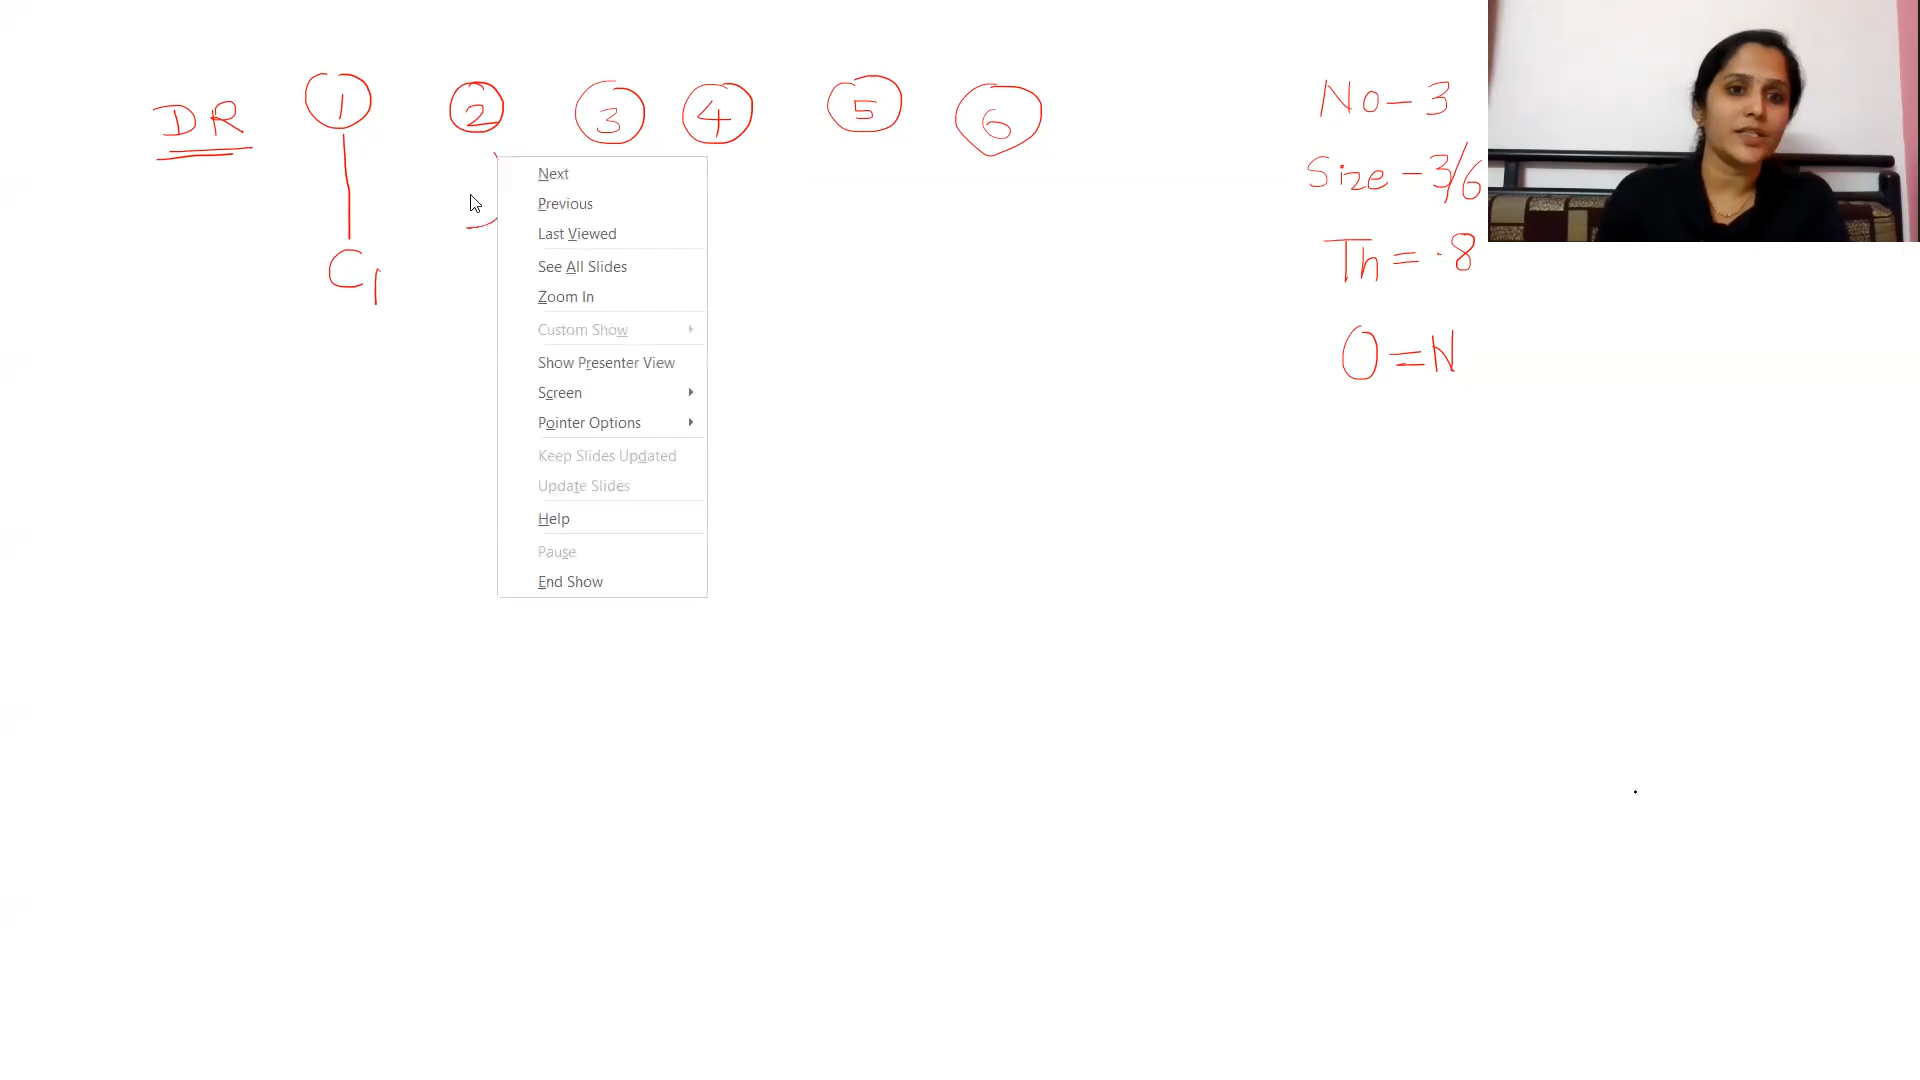 DR 1 2 3 4 5 6
C1
No-3
Size-3/6
Th=.8
O=N
Next
Previous
Last Viewed
See All Slides
Zoom In
Custom Show
Show Presenter View
Screen
Pointer Options
Keep Slides Updated
Update Slides
Help
Pause
End Show